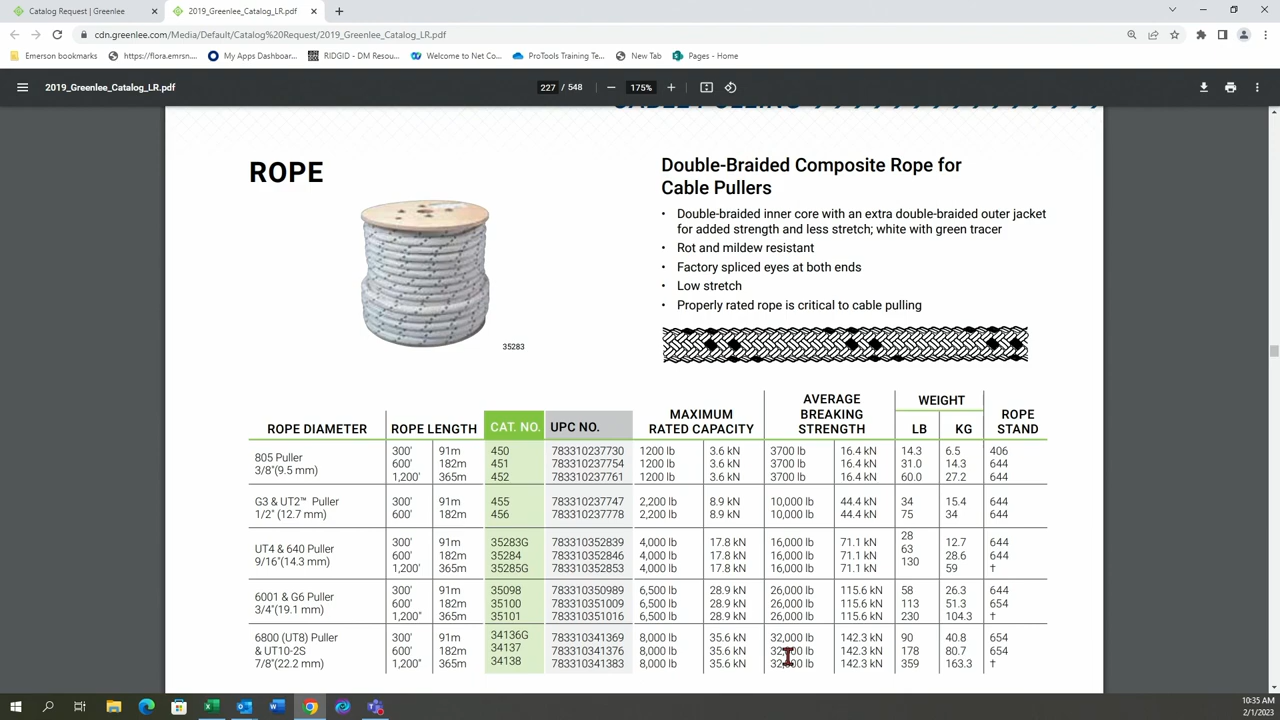 Catalog Request | Greenlee
2019_Greenlee_Catalog_LR.pdf
cdn.greenlee.com/Media/Default/Catalog%20Request/2019_Greenlee_Catalog_LR.pdf
Emerson bookmarks https://flora.emrsn.... My Apps Dashboar... RIDGID - DM Resou... Welcome to Net Co... ProTools Training Te... New Tab Pages - Home
2019_Greenlee_Catalog_LR.pdf 227 / 548 175%
ROPE
Double-Braided Composite Rope for
Cable Pullers
• Double-braided inner core with an extra double-braided outer jacket
for added strength and less stretch; white with green tracer
• Rot and mildew resistant
• Factory spliced eyes at both ends
• Low stretch
• Properly rated rope is critical to cable pulling
35283
ROPE DIAMETER ROPE LENGTH CAT. NO. UPC NO. MAXIMUM RATED CAPACITY AVERAGE BREAKING STRENGTH WEIGHT LB KG ROPE STAND
805 Puller
3/8"(9.5 mm)
300' 91m 450 783310237730 1200 lb 3.6 kN 3700 lb 16.4 kN 14.3 6.5 406
600' 182m 451 783310237754 1200 lb 3.6 kN 3700 lb 16.4 kN 31.0 14.3 644
1,200' 365m 452 783310237761 1200 lb 3.6 kN 3700 lb 16.4 kN 60.0 27.2 644
G3 & UT2™ Puller
1/2" (12.7 mm)
300' 91m 455 783310237747 2,200 lb 8.9 kN 10,000 lb 44.4 kN 34 15.4 644
600' 182m 456 783310237778 2,200 lb 8.9 kN 10,000 lb 44.4 kN 75 34 644
UT4 & 640 Puller
9/16"(14.3 mm)
300' 91m 35283G 783310352839 4,000 lb 17.8 kN 16,000 lb 71.1 kN 28 12.7 644
600' 182m 35284 783310352846 4,000 lb 17.8 kN 16,000 lb 71.1 kN 63 28.6 644
1,200' 365m 35285G 783310352853 4,000 lb 17.8 kN 16,000 lb 71.1 kN 130 59 †
6001 & G6 Puller
3/4"(19.1 mm)
300' 91m 35098 783310350989 6,500 lb 28.9 kN 26,000 lb 115.6 kN 58 26.3 644
600' 182m 35100 783310351009 6,500 lb 28.9 kN 26,000 lb 115.6 kN 113 51.3 654
1,200" 365m 35101 783310351016 6,500 lb 28.9 kN 26,000 lb 115.6 kN 230 104.3 †
6800 (UT8) Puller
& UT10-2S
7/8"(22.2 mm)
300' 91m 34136G 783310341369 8,000 lb 35.6 kN 32,000 lb 142.3 kN 90 40.8 654
600' 182m 34137 783310341376 8,000 lb 35.6 kN lb 142.3 kN 178 80.7 654
1,200" 365m 34138 783310341383 8,000 lb 35.6 kN lb 142.3 kN 359 163.3 †
10:35 AM
2/1/2023